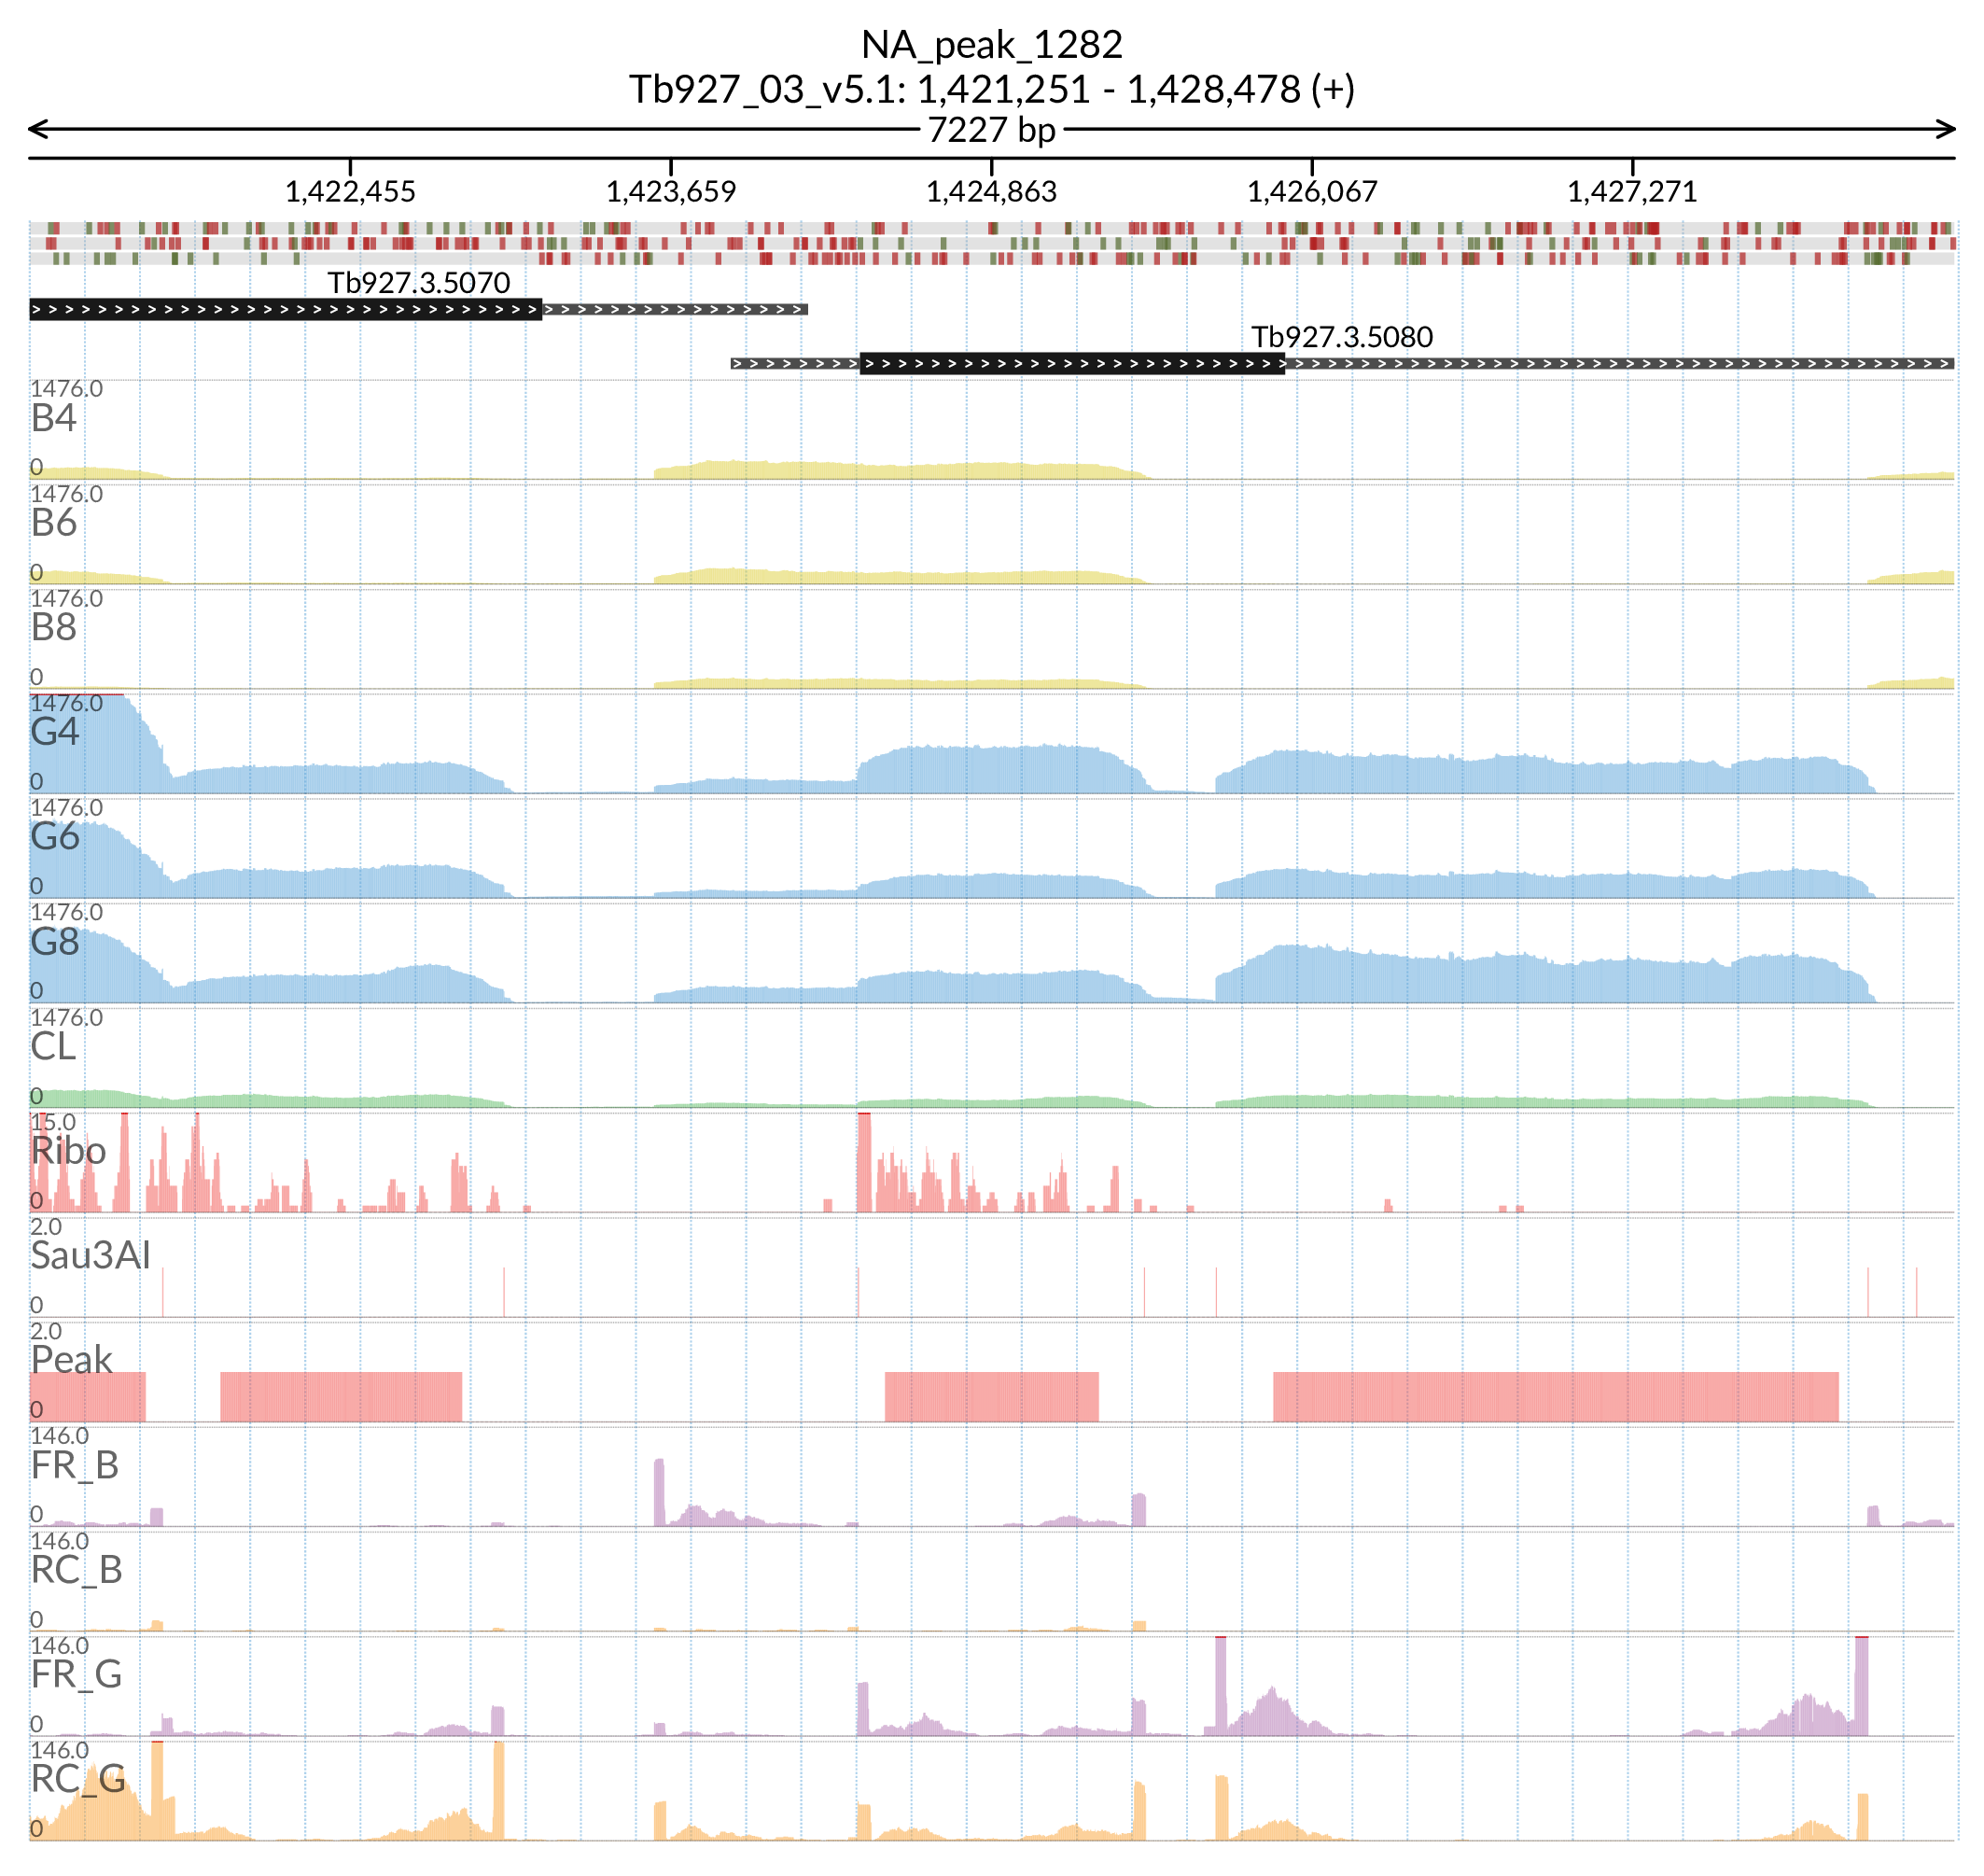 NA_peak_1282
Tb927_03_v5.1: 1,421,251 - 1,428,478 (+)
7227 bp
1,422,455 1,423,659 1,424,863 1,426,067 1,427,271
Tb927.3.5070
Tb927.3.5080
1476.0
B4
0
1476.0
B6
0
1476.0
B8
0
1476.0
G4
0
1476.0
G6
0
1476.0
G8
0
1476.0
CL
0
15.0
Ribo
0
2.0
Sau3AI
0
2.0
Peak
0
146.0
FR_B
0
146.0
RC_B
0
146.0
FR_G
0
146.0
RC_G
0